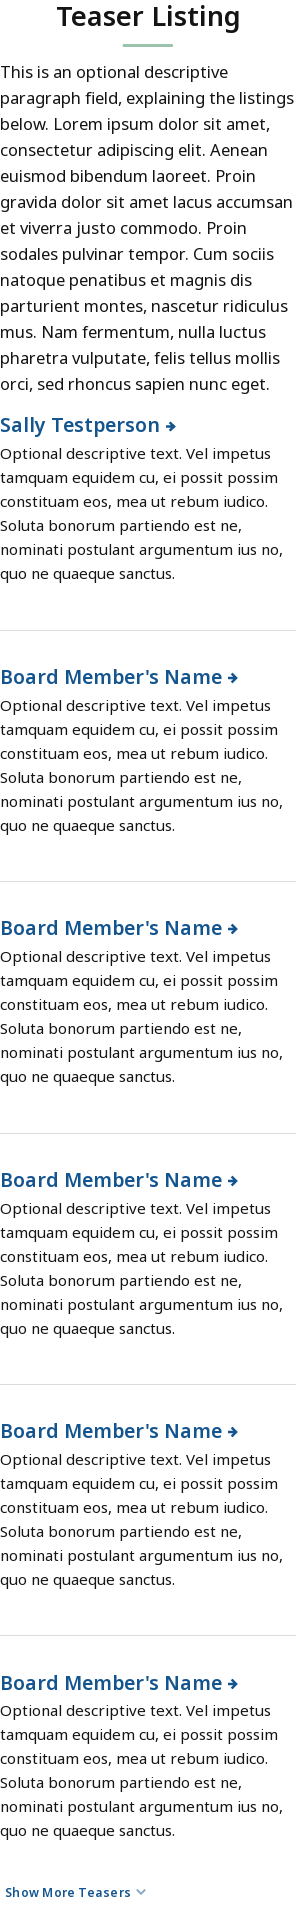 Teaser Listing
This is an optional descriptive
paragraph field, explaining the listings
below. Lorem ipsum dolor sit amet,
consectetur adipiscing elit. Aenean
euismod bibendum laoreet. Proin
gravida dolor sit amet lacus accumsan
et viverra justo commodo. Proin
sodales pulvinar tempor. Cum sociis
natoque penatibus et magnis dis
parturient montes, nascetur ridiculus
mus. Nam fermentum, nulla luctus
pharetra vulputate, felis tellus mollis
orci, sed rhoncus sapien nunc eget.
Sally Testperson
Optional descriptive text. Vel impetus
tamquam equidem cu, ei possit possim
constituam eos, mea ut rebum iudico.
Soluta bonorum partiendo est ne,
nominati postulant argumentum ius no,
quo ne quaeque sanctus.
Board Member's Name
Optional descriptive text. Vel impetus
tamquam equidem cu, ei possit possim
constituam eos, mea ut rebum iudico.
Soluta bonorum partiendo est ne,
nominati postulant argumentum ius no,
quo ne quaeque sanctus.
Board Member's Name
Optional descriptive text. Vel impetus
tamquam equidem cu, ei possit possim
constituam eos, mea ut rebum iudico.
Soluta bonorum partiendo est ne,
nominati postulant argumentum ius no,
quo ne quaeque sanctus.
Board Member's Name
Optional descriptive text. Vel impetus
tamquam equidem cu, ei possit possim
constituam eos, mea ut rebum iudico.
Soluta bonorum partiendo est ne,
nominati postulant argumentum ius no,
quo ne quaeque sanctus.
Board Member's Name
Optional descriptive text. Vel impetus
tamquam equidem cu, ei possit possim
constituam eos, mea ut rebum iudico.
Soluta bonorum partiendo est ne,
nominati postulant argumentum ius no,
quo ne quaeque sanctus.
Board Member's Name
Optional descriptive text. Vel impetus
tamquam equidem cu, ei possit possim
constituam eos, mea ut rebum iudico.
Soluta bonorum partiendo est ne,
nominati postulant argumentum ius no,
quo ne quaeque sanctus.
Show More Teasers